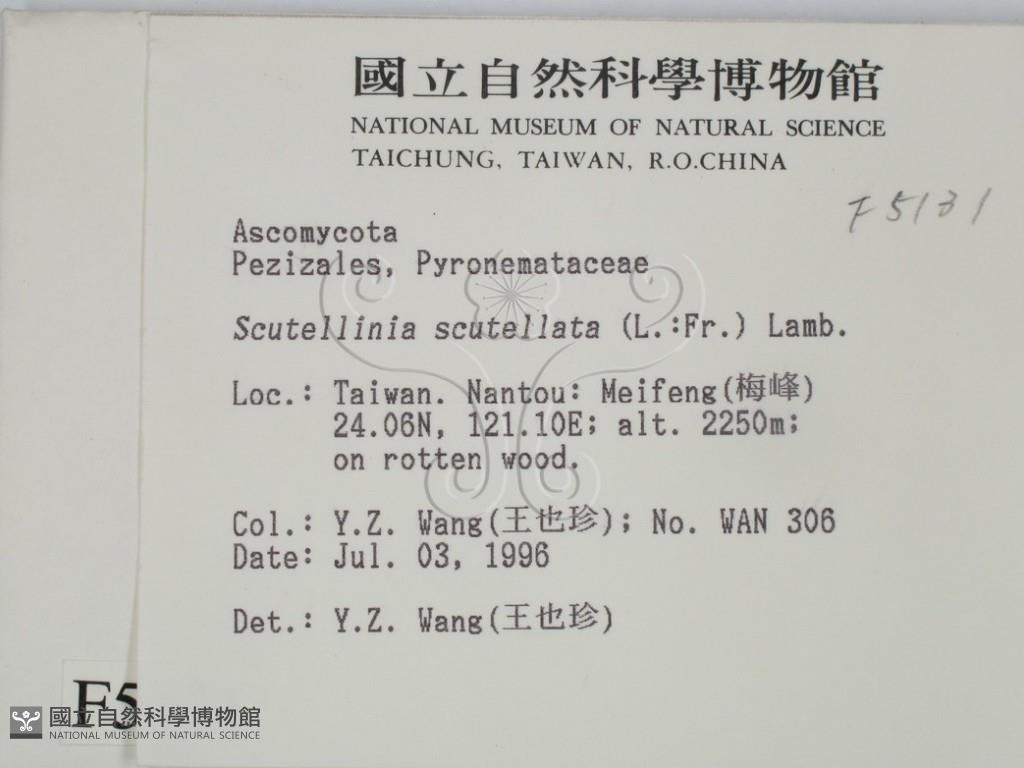 國立自然科學博物館
NATIONAL MUSEUM OF NATURAL SCIENCE
TAICHUNG, TAIWAN, R.O.CHINA
F5131
Ascomycota
Pezizales, Pyronemataceae
Scutellinia scutellata (L.:Fr.) Lamb.
Loc.: Taiwan. Nantou: Meifeng(梅峰)
24.06N, 121.10E; alt. 2250m;
on rotten wood.
Col.: Y.Z. Wang(王也珍); No. WAN 306
Date: Jul. 03, 1996
Det.: Y.Z. Wang(王也珍)
F5
國立自然科學博物館
NATIONAL MUSEUM OF NATURAL SCIENCE